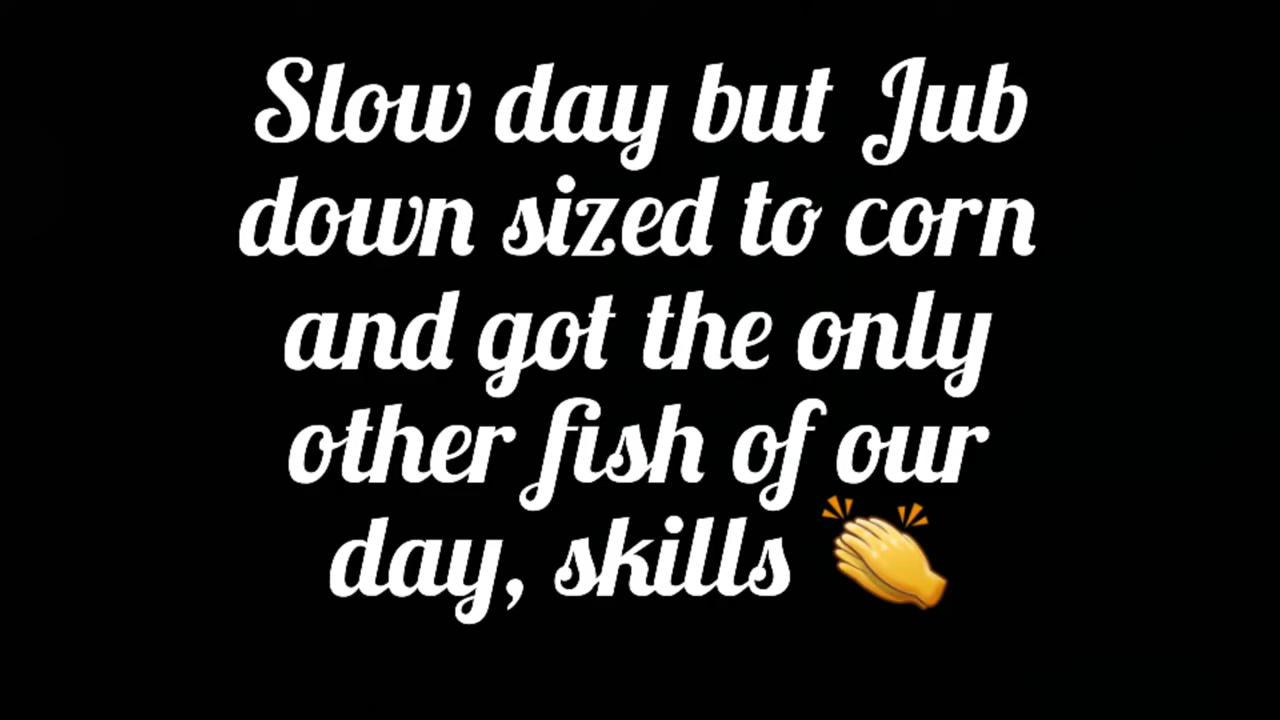 Slow day but Jub
down sized to corn
and got the only
other fish of our
day, skills 👏